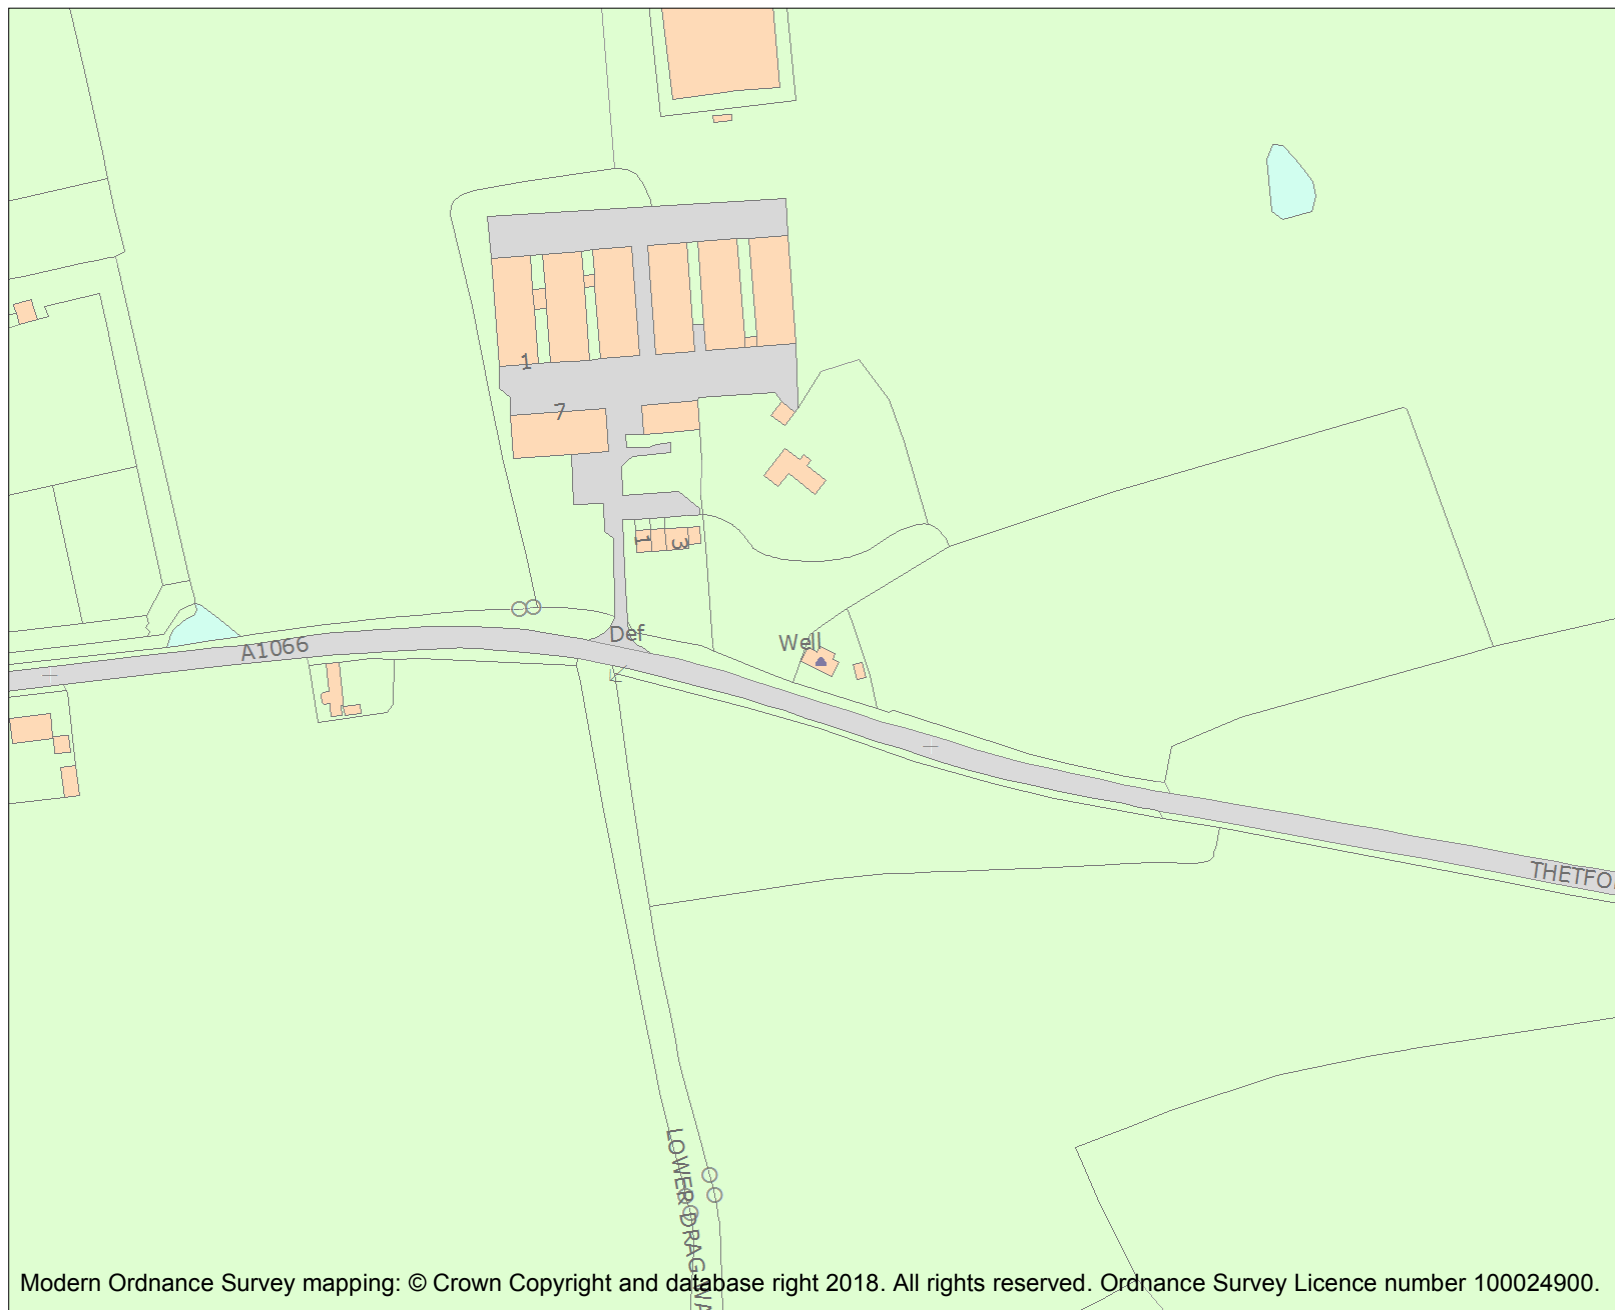 1
7
1
3
Def
Well
A1066
THETFO
LOWER DRAG
Modern Ordnance Survey mapping: © Crown Copyright and database right 2018. All rights reserved. Ordnance Survey Licence number 100024900.